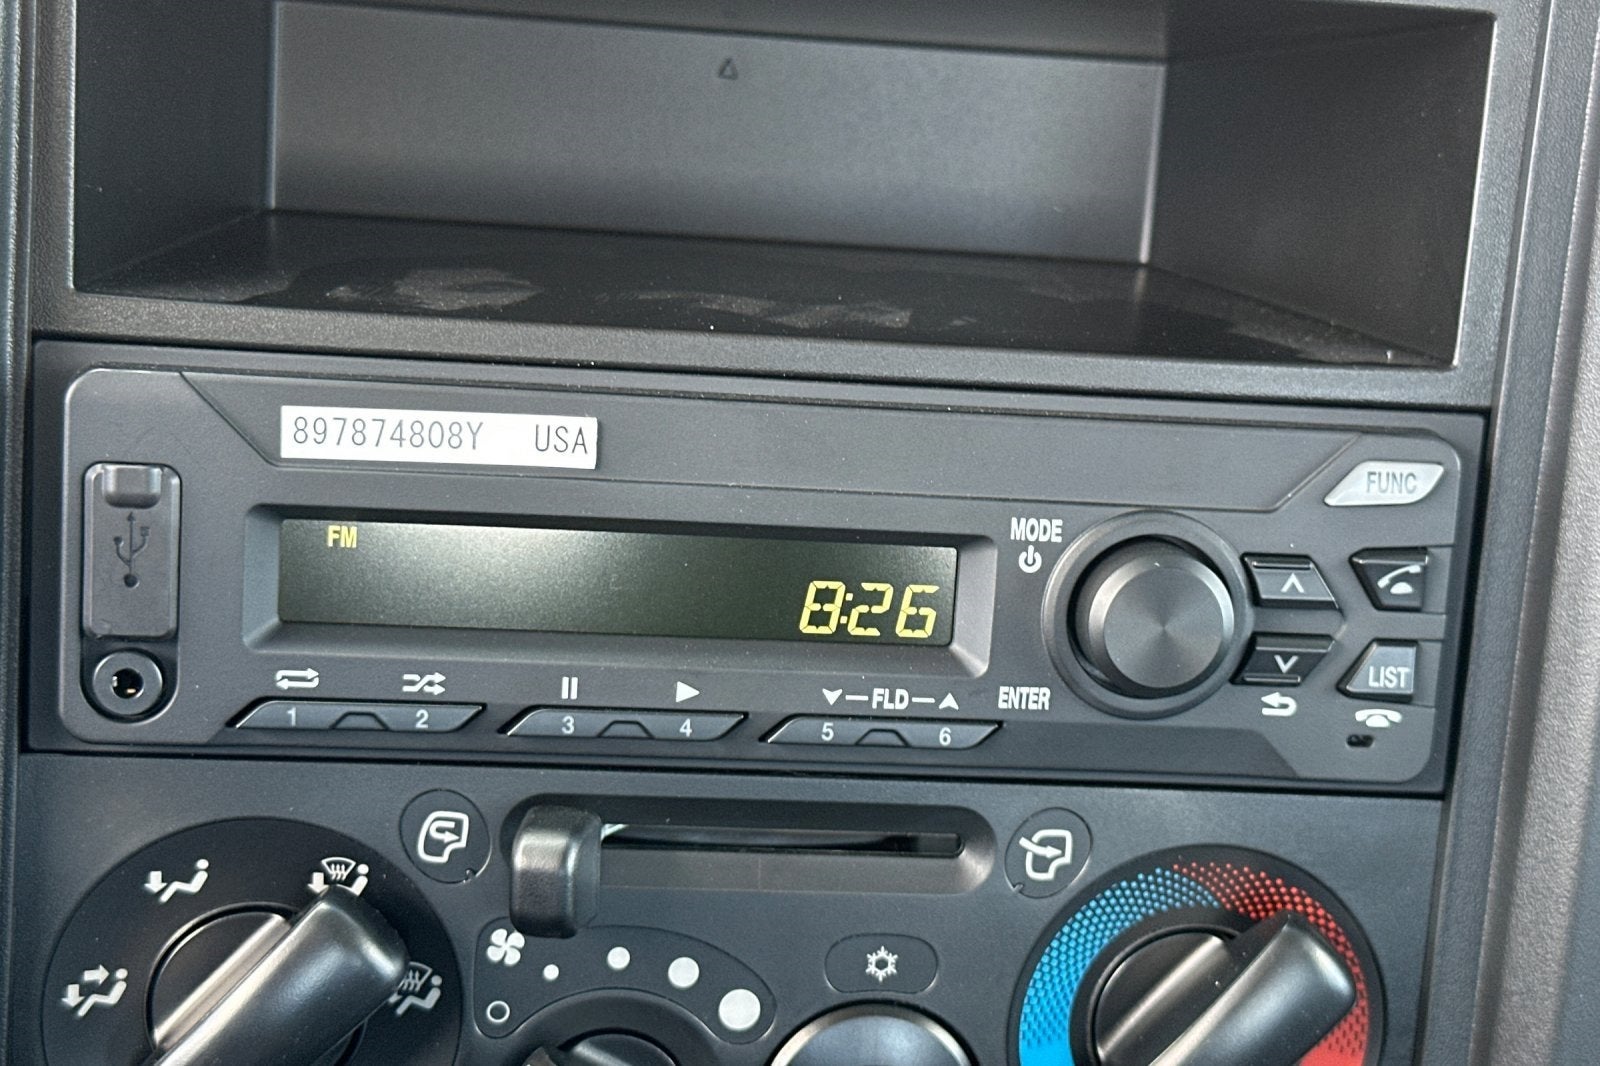 897874808Y USA
FUNC
FM
MODE
8:26
FLD
ENTER
LIST
1 2 3 4 5 6